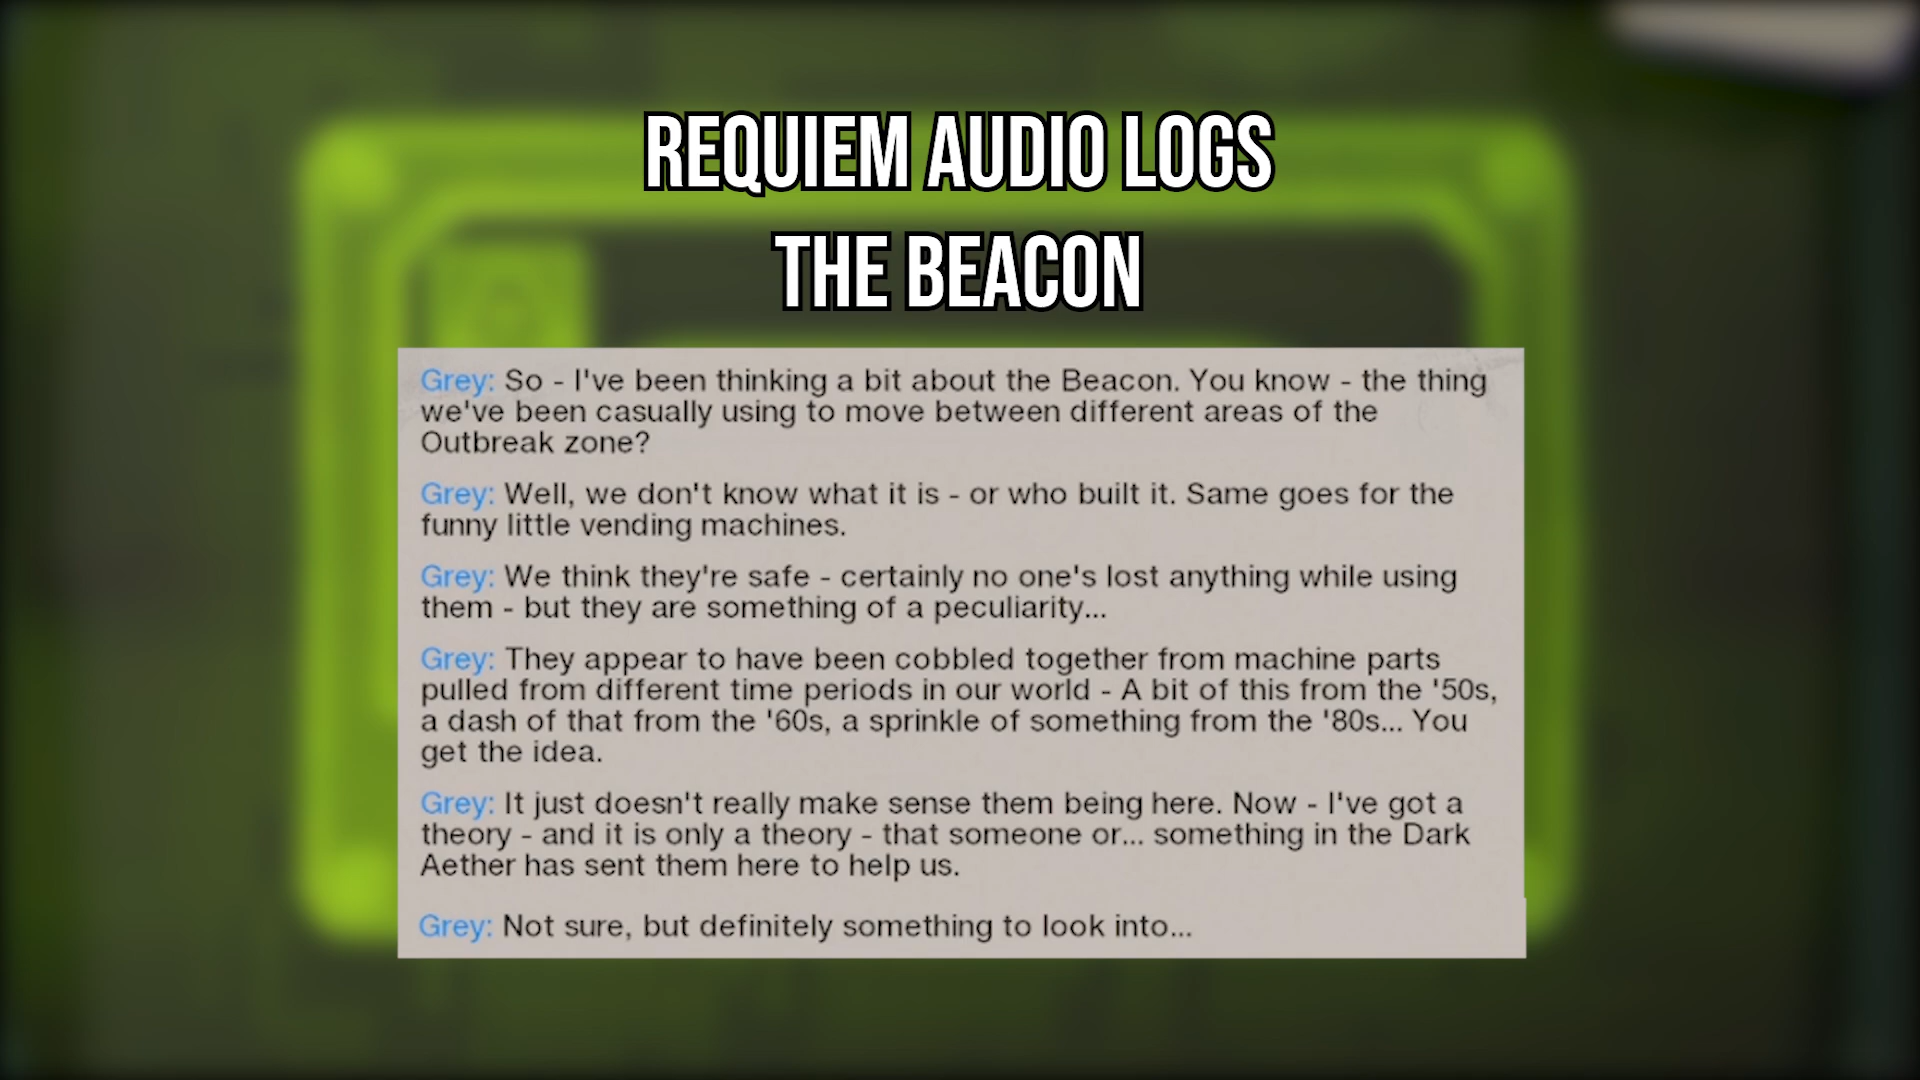 REQUIEM AUDIO LOGS
THE BEACON
Grey: So - I've been thinking a bit about the Beacon. You know - the thing
we've been casually using to move between different areas of the
Outbreak zone?
Grey: Well, we don't know what it is - or who built it. Same goes for the
funny little vending machines.
Grey: We think they're safe - certainly no one's lost anything while using
them - but they are something of a peculiarity...
Grey: They appear to have been cobbled together from machine parts
pulled from different time periods in our world - A bit of this from the '50s,
a dash of that from the '60s, a sprinkle of something from the '80s... You
get the idea.
Grey: It just doesn't really make sense them being here. Now - I've got a
theory - and it is only a theory - that someone or... something in the Dark
Aether has sent them here to help us.
Grey: Not sure, but definitely something to look into...